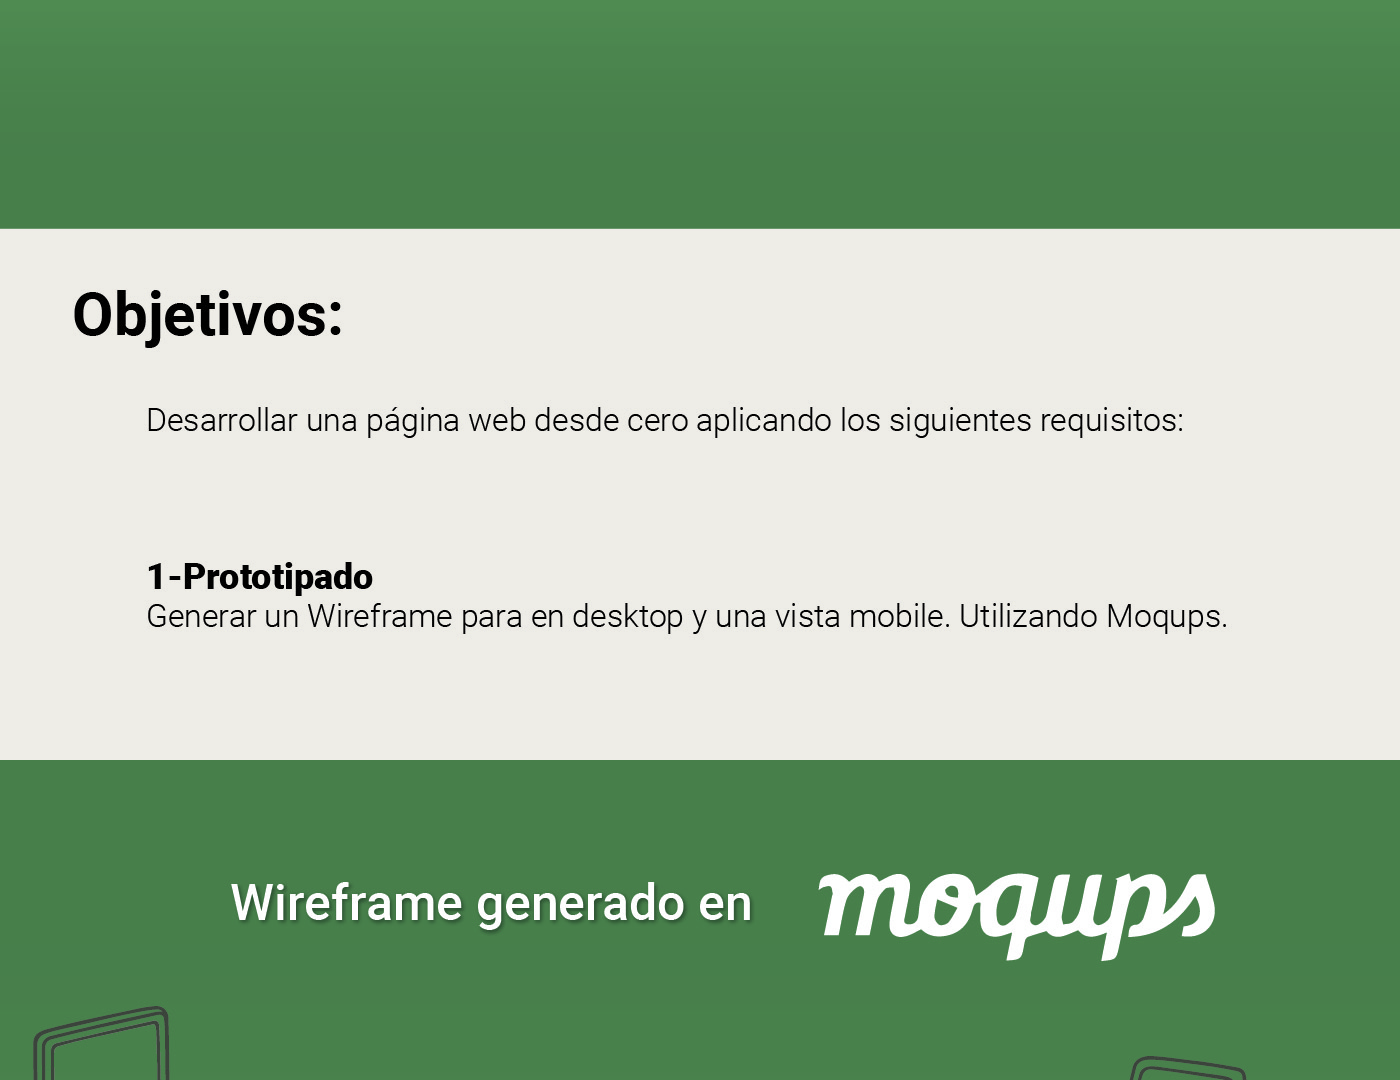 Objetivos:
Desarrollar una página web desde cero aplicando los siguientes requisitos:
1-Prototipado
Generar un Wireframe para en desktop y una vista mobile. Utilizando Moqups.
Wireframe generado en moqups